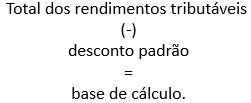 Total dos rendimentos tributáveis
(-)
desconto padrão
=
base de cálculo.